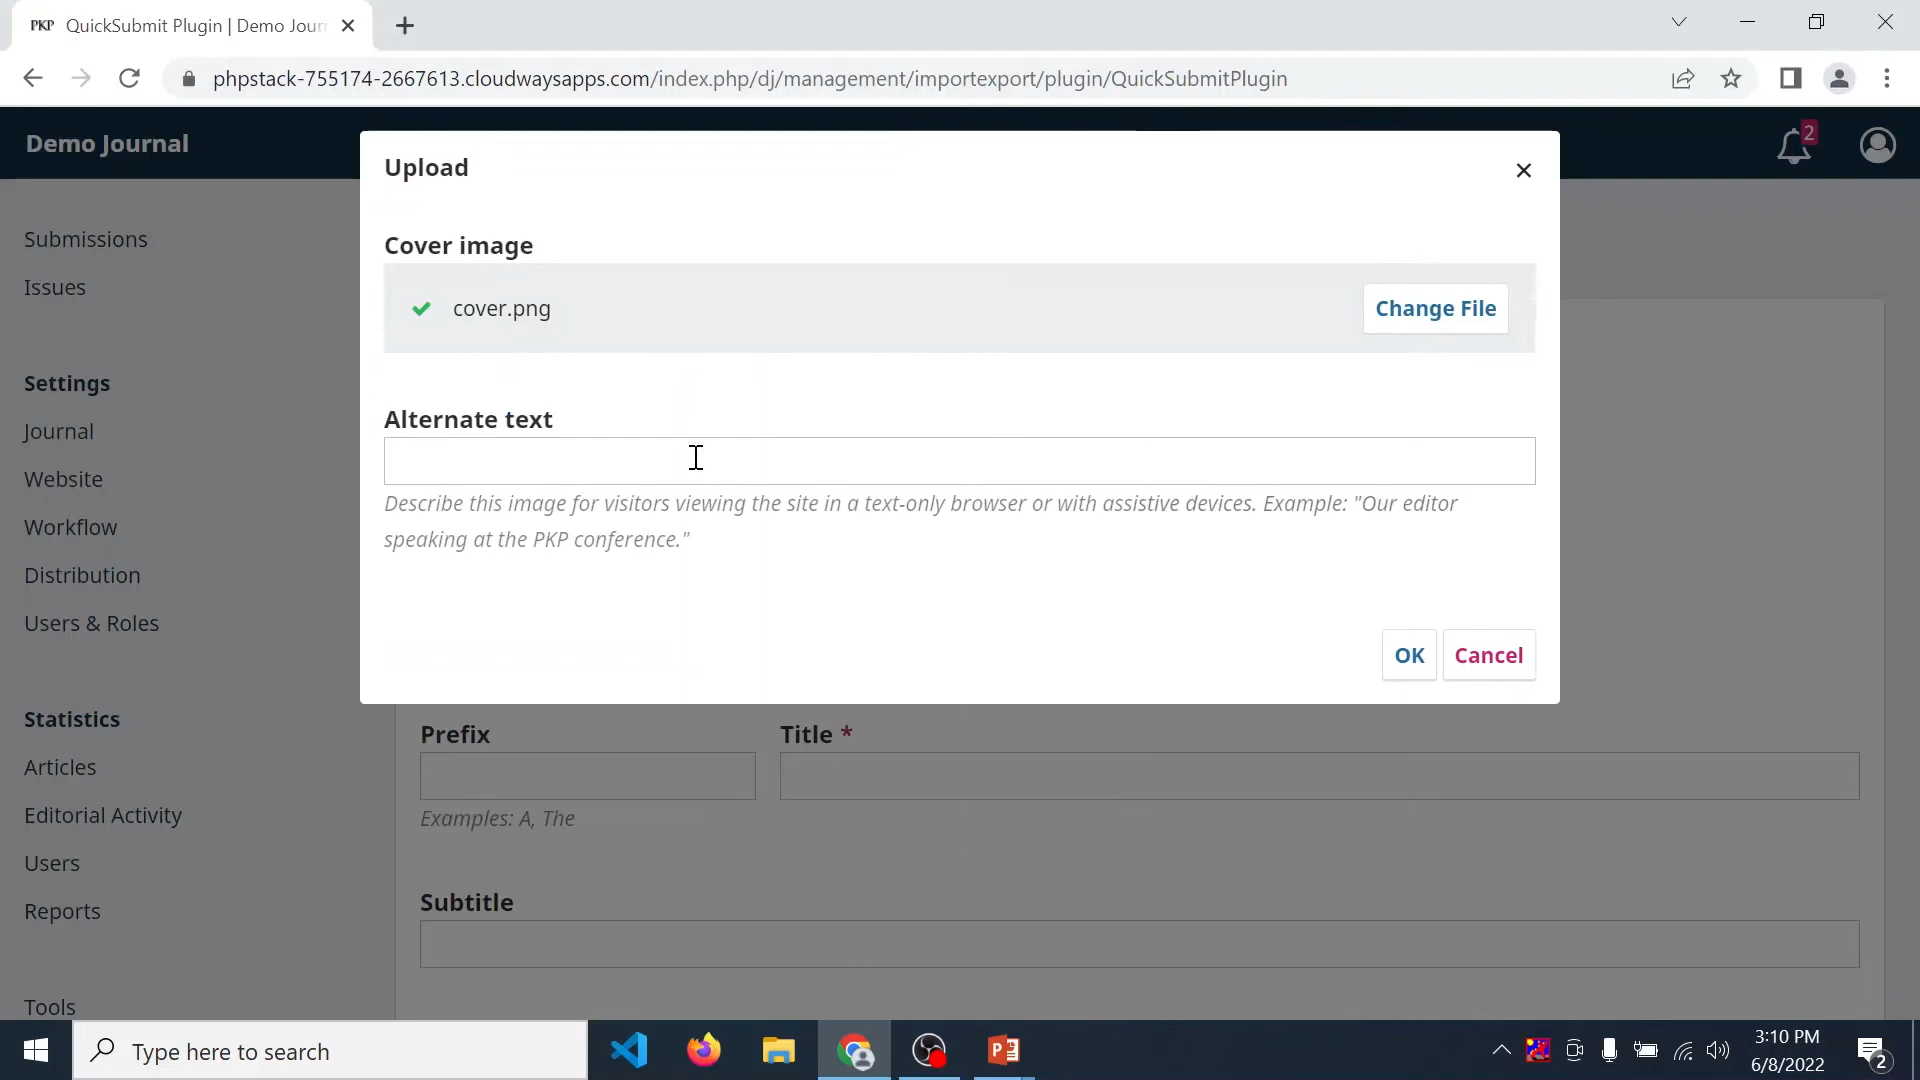 PKP QuickSubmit Plugin | Demo Jour
phpstack-755174-2667613.cloudwaysapps.com/index.php/dj/management/importexport/plugin/QuickSubmitPlugin
Demo Journal
2
Submissions
Issues
Settings
Journal
Website
Workflow
Distribution
Users & Roles
Statistics
Articles
Editorial Activity
Users
Reports
Tools
Upload
Cover image
cover.png
Change File
Alternate text
Describe this image for visitors viewing the site in a text-only browser or with assistive devices. Example: "Our editor
speaking at the PKP conference."
OK Cancel
Prefix
Title *
Examples: A, The
Subtitle
Type here to search
3:10 PM
6/8/2022
2